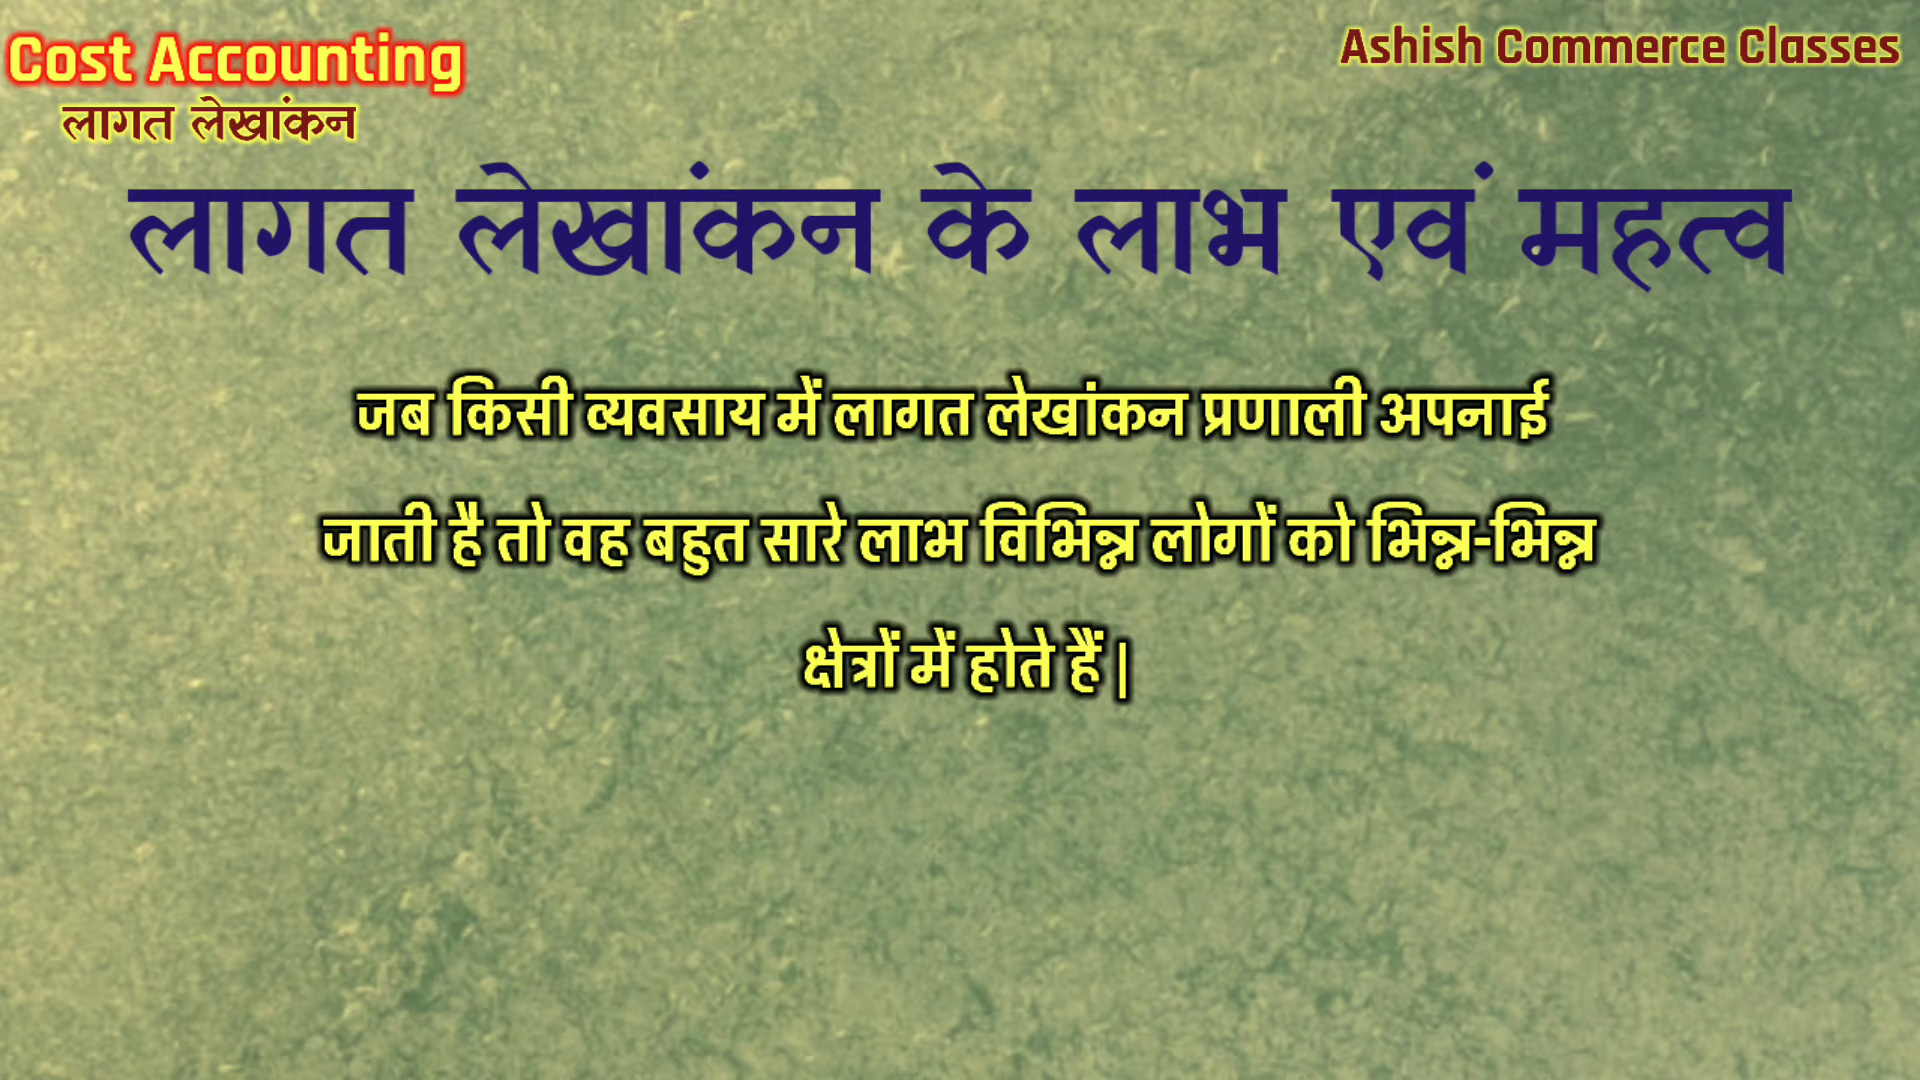 Cost Accounting
Ashish Commerce Classes
लागत लेखांकन
लागत लेखांकन के लाभ एवं महत्व
जब किसी व्यवसाय में लागत लेखांकन प्रणाली अपनाई
जाती है तो वह बहुत सारे लाभ विभिन्न लोगों को भिन्न-भिन्न
क्षेत्रों में होते हैं |